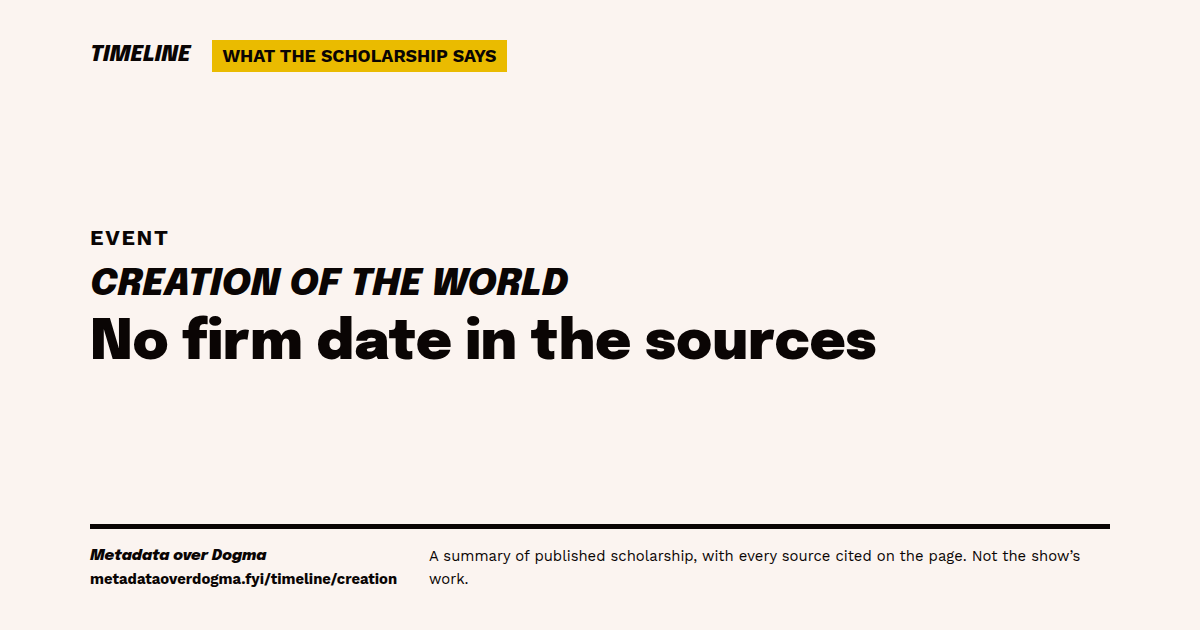 TIMELINE
WHAT THE SCHOLARSHIP SAYS
EVENT
CREATION OF THE WORLD
No firm date in the sources
Metadata over Dogma
metadataoverdogma.fyi/timeline/creation
A summary of published scholarship, with every source cited on the page. Not the show’s
work.